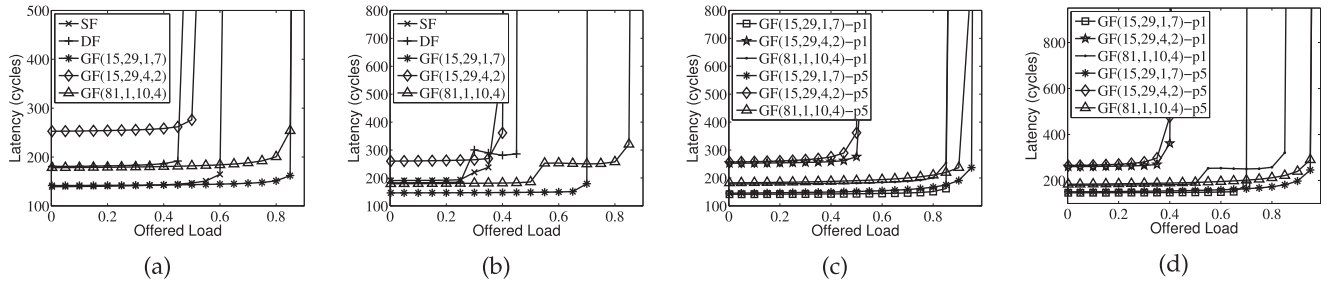 500
400
300
200
100
Latency (cycles)
SF
DF
GF(15,29,1,7)
GF(15,29,4,2)
GF(81,1,10,4)
0 0.2 0.4 0.6 0.8
Offered Load
(a)
800
700
600
500
400
300
200
100
Latency (cycles)
SF
DF
GF(15,29,1,7)
GF(15,29,4,2)
GF(81,1,10,4)
0 0.2 0.4 0.6 0.8
Offered Load
(b)
800
700
600
500
400
300
200
100
Latency (cycles)
GF(15,29,1,7)−p1
GF(15,29,4,2)−p1
GF(81,1,10,4)−p1
GF(15,29,1,7)−p5
GF(15,29,4,2)−p5
GF(81,1,10,4)−p5
0 0.2 0.4 0.6 0.8
Offered Load
(c)
800
600
400
200
Latency (cycles)
GF(15,29,1,7)−p1
GF(15,29,4,2)−p1
GF(81,1,10,4)−p1
GF(15,29,1,7)−p5
GF(15,29,4,2)−p5
GF(81,1,10,4)−p5
0 0.2 0.4 0.6 0.8
Offered Load
(d)